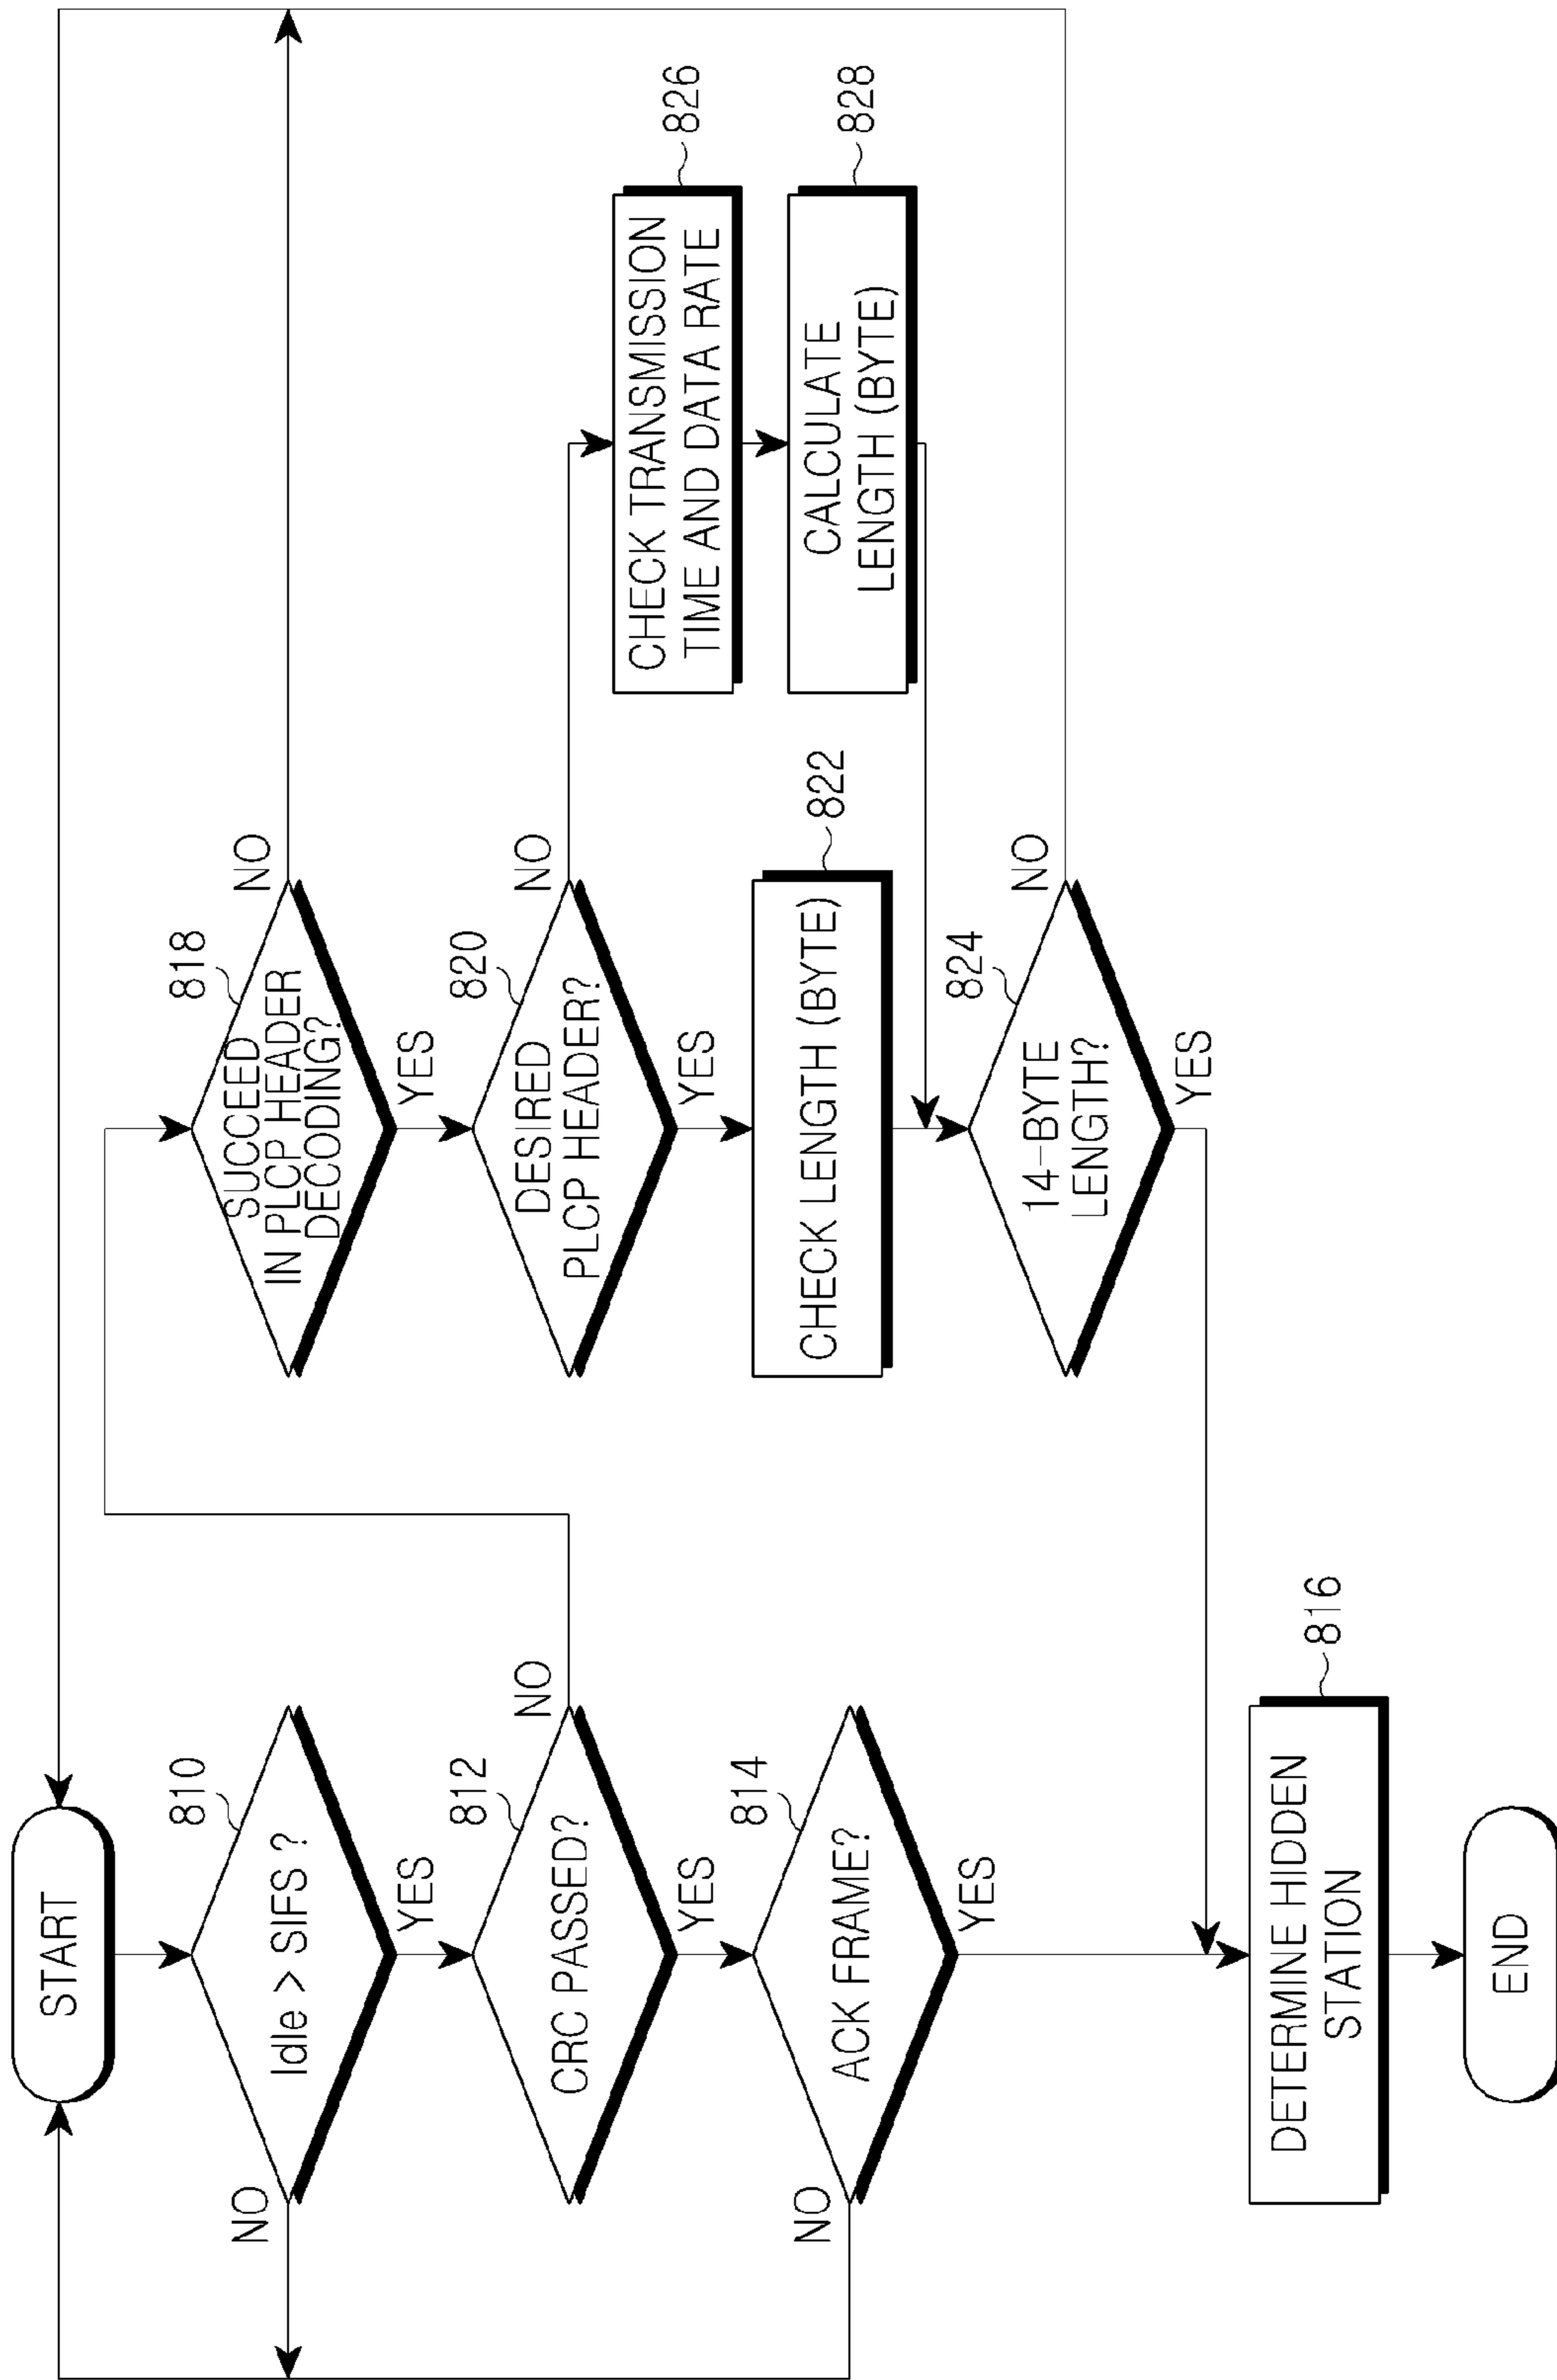 START
810
Idle > SIFS ?
NO
YES
812
CRC PASSED?
NO
YES
814
ACK FRAME?
NO
YES
816
DETERMINE HIDDEN
STATION
END
818
SUCCEED
IN PLCP HEADER
DECODING?
NO
YES
820
DESIRED
PLCP HEADER?
NO
YES
822
CHECK LENGTH (BYTE)
824
14-BYTE
LENGTH?
NO
YES
826
CHECK TRANSMISSION
TIME AND DATA RATE
828
CALCULATE
LENGTH (BYTE)